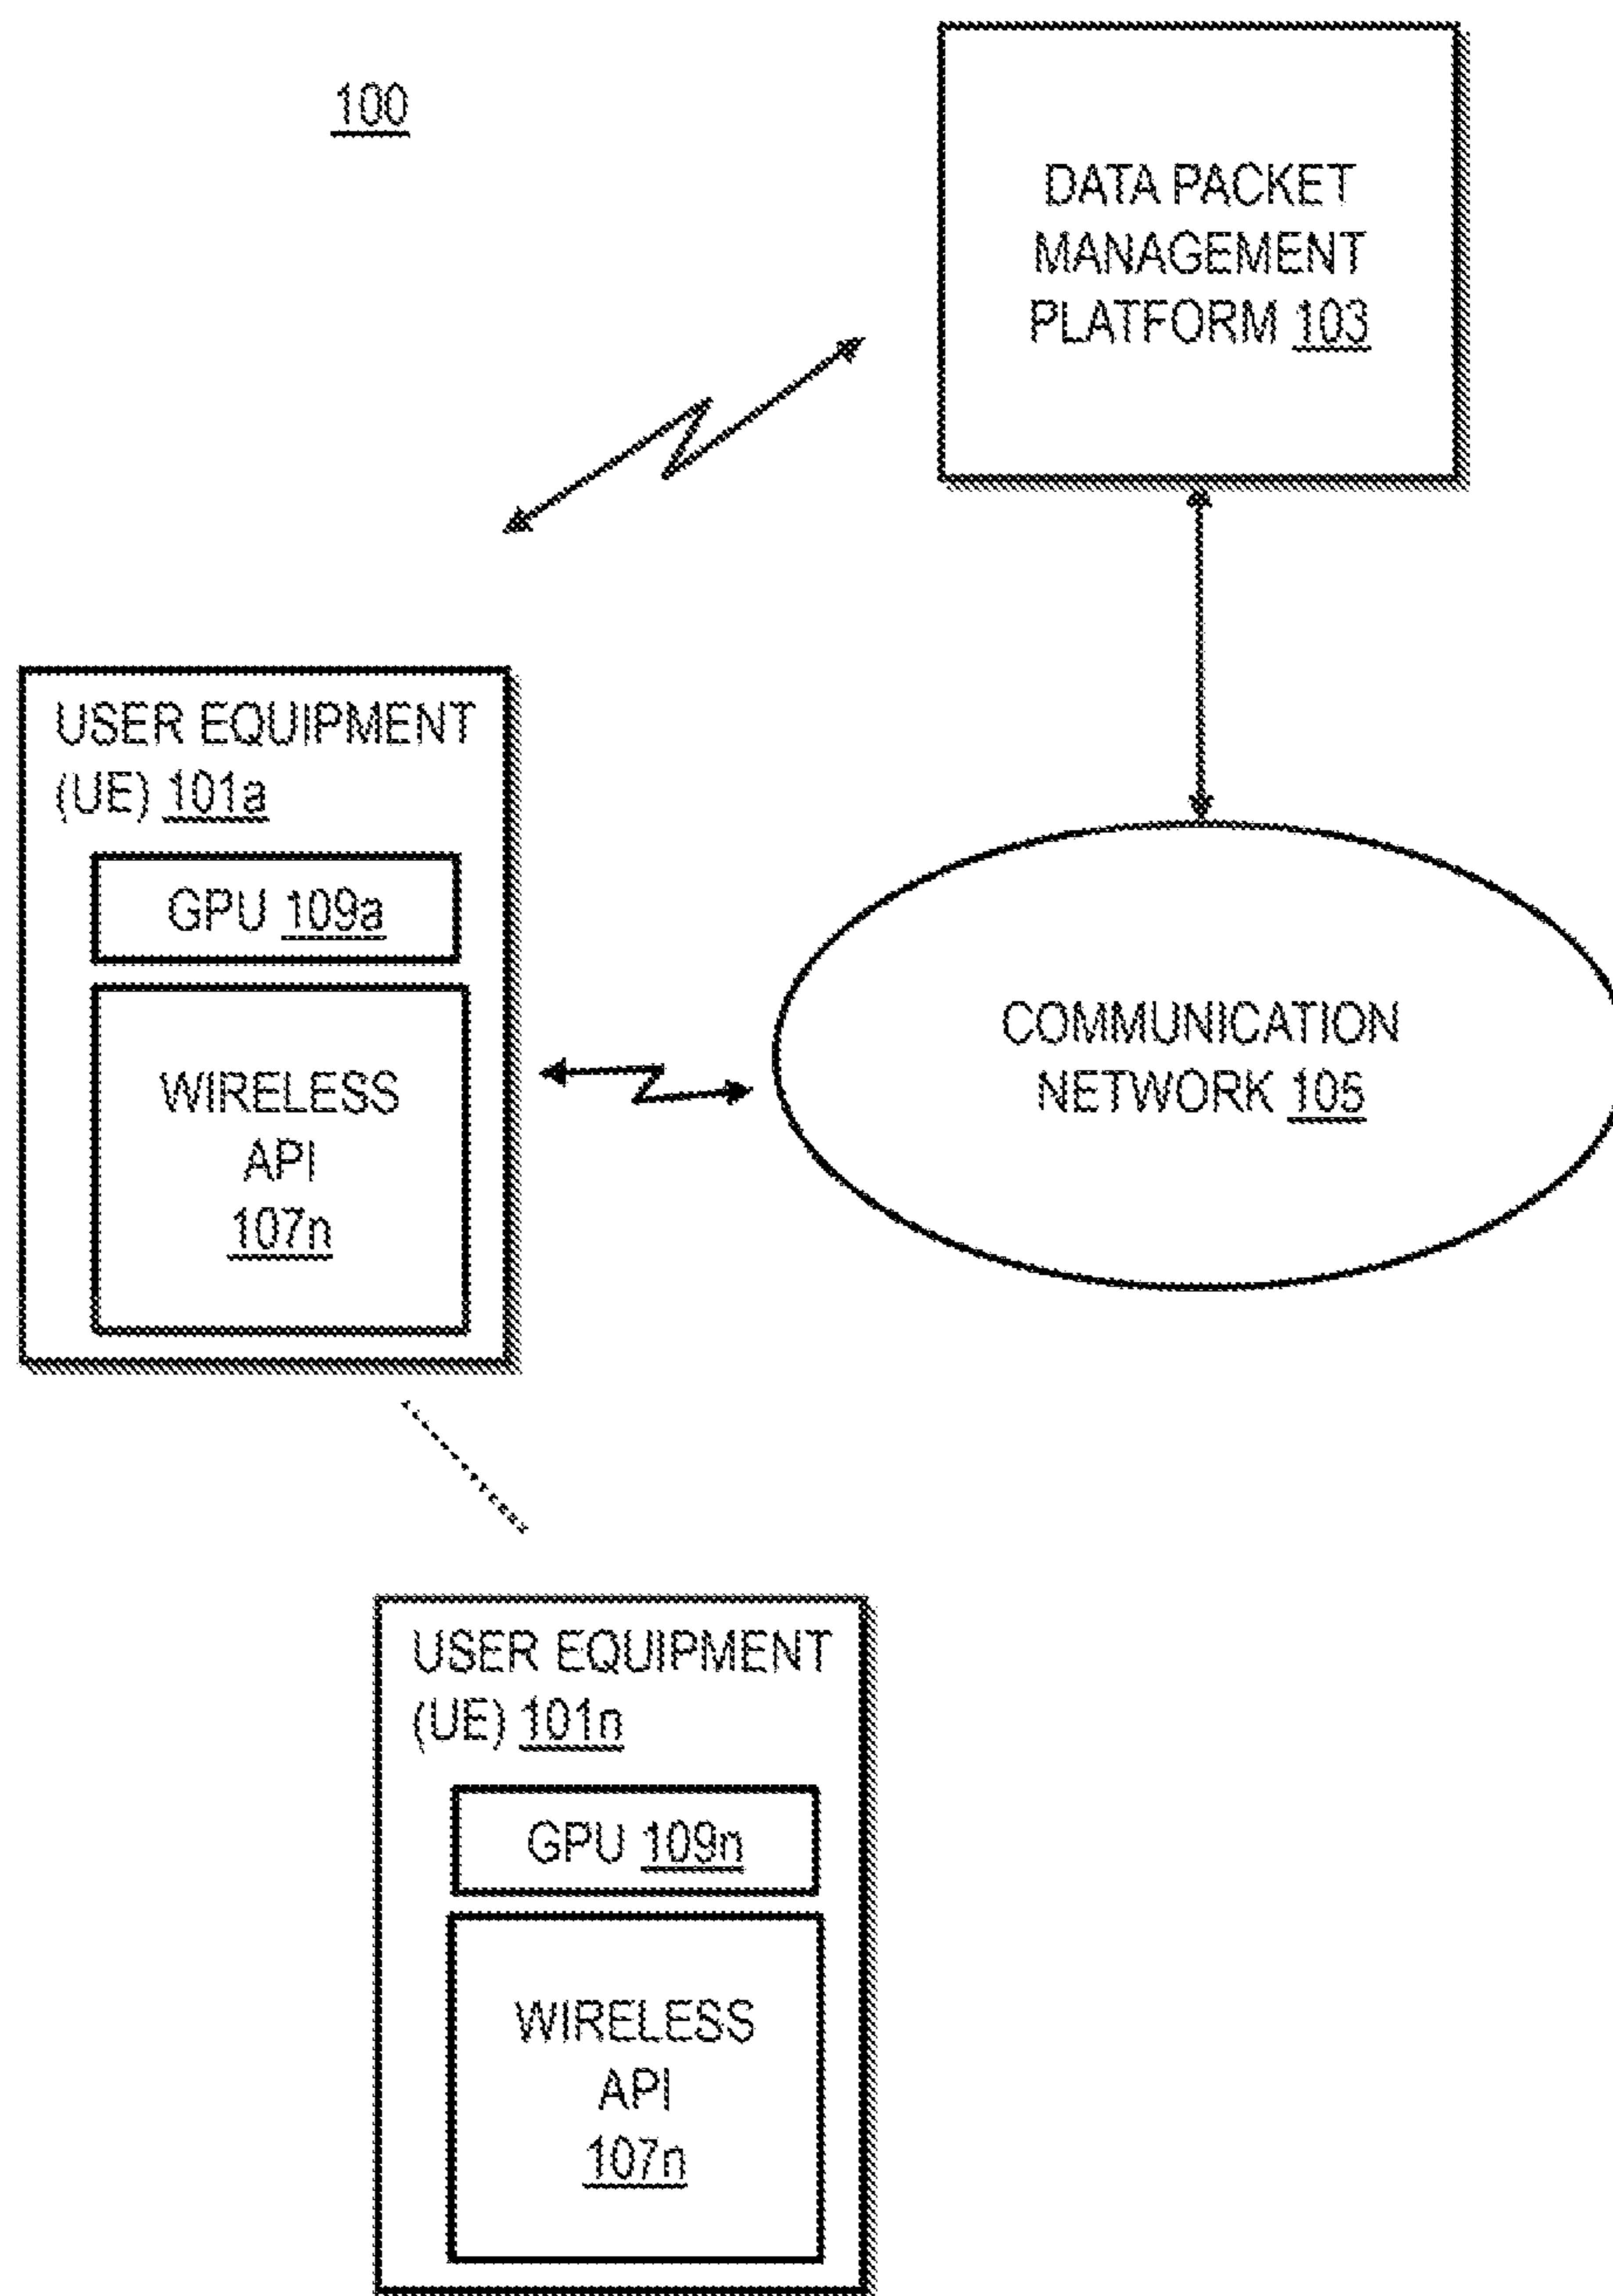 100
DATA PACKET
MANAGEMENT
PLATFORM 103
USER EQUIPMENT
(UE) 101a
GPU 109a
WIRELESS
API
107n
COMMUNICATION
NETWORK 105
USER EQUIPMENT
(UE) 101n
GPU 109n
WIRELESS
API
107n